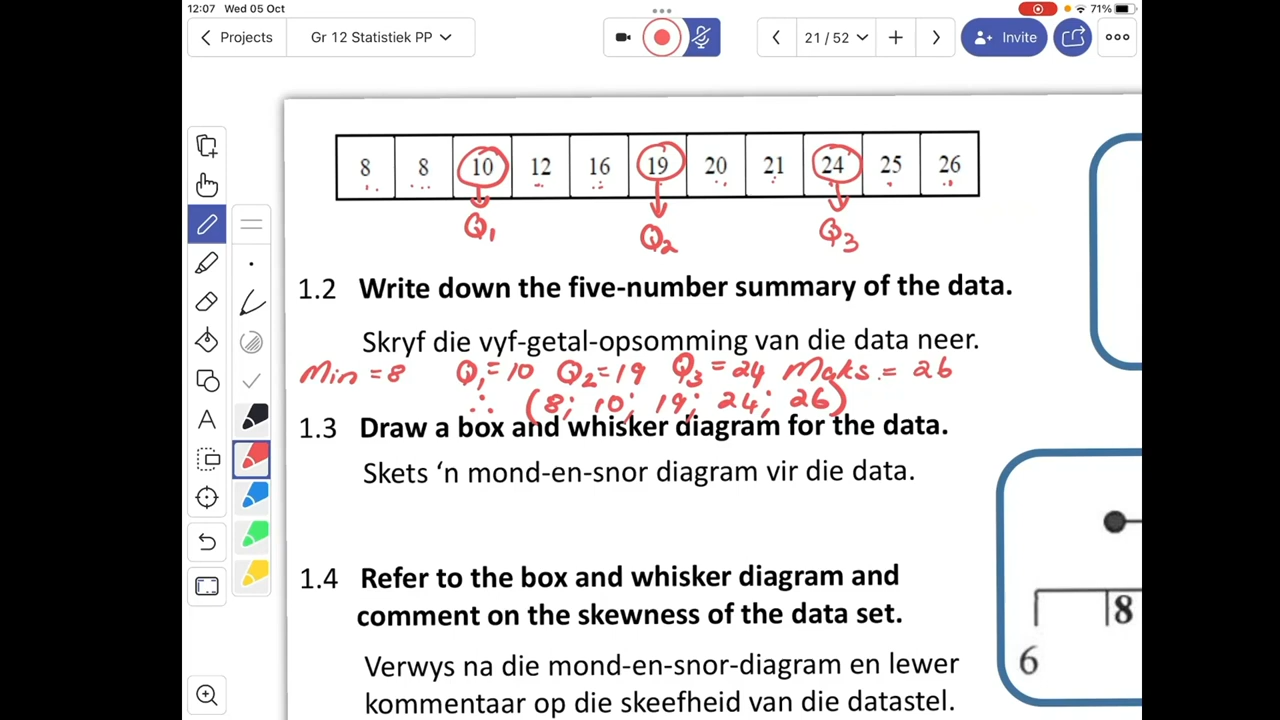 12:07 Wed 05 Oct
71%
Projects
Gr 12 Statistiek PP
21 / 52
Invite
8 8 10 12 16 19 20 21 24 25 26
Q1 Q2 Q3
1.2 Write down the five-number summary of the data.
Skryf die vyf-getal-opsomming van die data neer.
Min = 8 Q1 = 10 Q2 = 19 Q3 = 24 Maks = 26
∴ (8; 10; 19; 24; 26)
1.3 Draw a box and whisker diagram for the data.
Skets ‘n mond-en-snor diagram vir die data.
1.4 Refer to the box and whisker diagram and
comment on the skewness of the data set.
Verwys na die mond-en-snor-diagram en lewer
kommentaar op die skeefheid van die datastel.
8
6
A